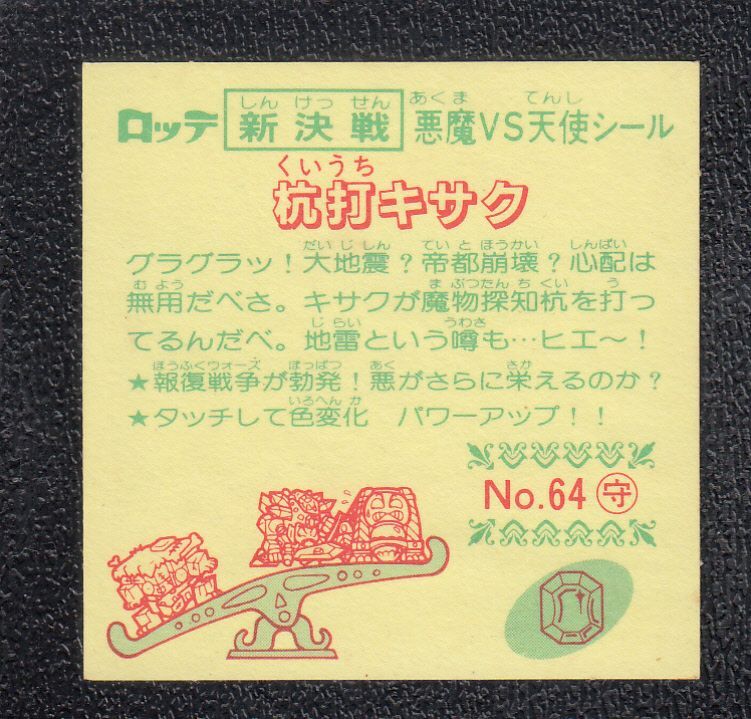 ロッテ 新決戦 悪魔VS天使シール
しんけっせん あくま てんし
くいうち
杭打キサク
だいじしん ていとほうかい しんぱい
グラグラッ！大地震？帝都崩壊？心配は
むよう まぶつたんちくい う
無用だべさ。キサクが魔物探知杭を打っ
じらい うわさ
てるんだべ。地雷という噂も…ヒエ〜！
ほうふくウォーズ ぼっぱつ あく さか
★報復戦争が勃発！悪がさらに栄えるのか？
いろへんか
★タッチして色変化 パワーアップ！！
No.64 守